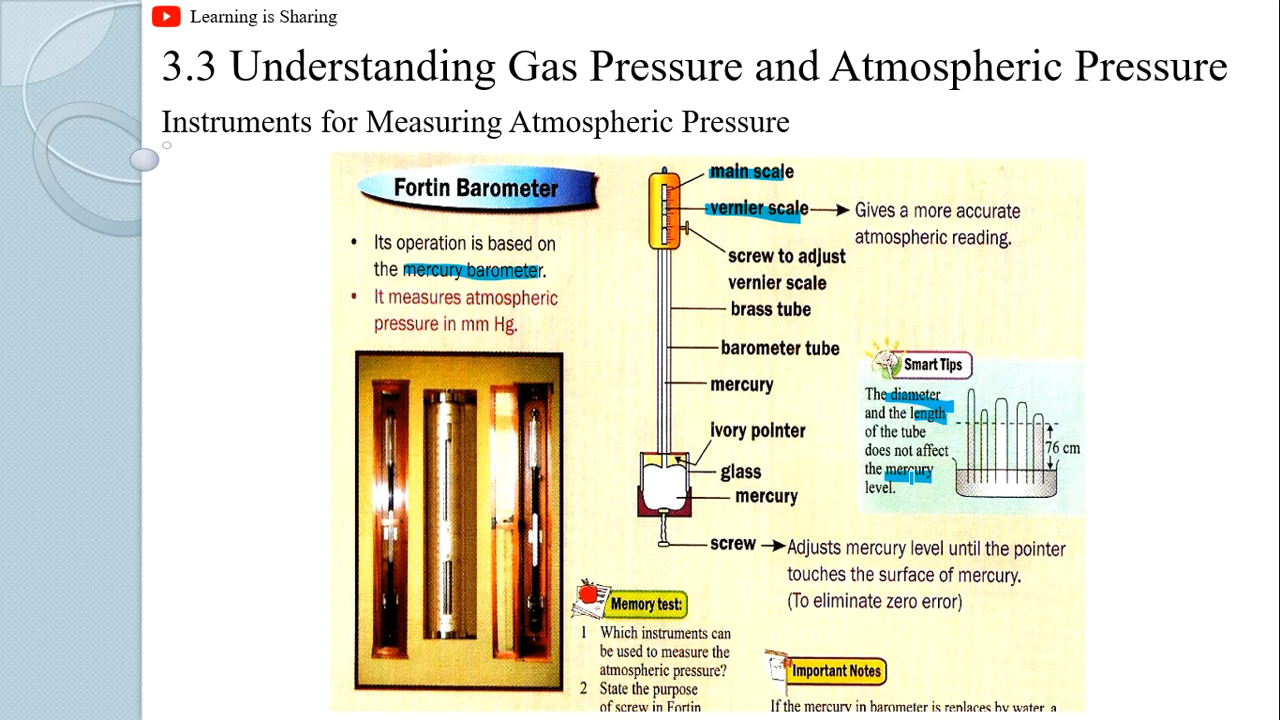 Learning is Sharing
3.3 Understanding Gas Pressure and Atmospheric Pressure
Instruments for Measuring Atmospheric Pressure
Fortin Barometer
• Its operation is based on
the mercury barometer.
• It measures atmospheric
pressure in mm Hg.
main scale
vernier scale
Gives a more accurate
atmospheric reading.
screw to adjust
vernier scale
brass tube
barometer tube
mercury
ivory pointer
glass
mercury
screw
Adjusts mercury level until the pointer
touches the surface of mercury.
(To eliminate zero error)
Smart Tips
The diameter
and the length
of the tube
does not affect
the mercury
level.
76 cm
Memory test:
1 Which instruments can
be used to measure the
atmospheric pressure?
2 State the purpose
of screw in Fortin
Important Notes
If the mercury in barometer is replaces by water, a